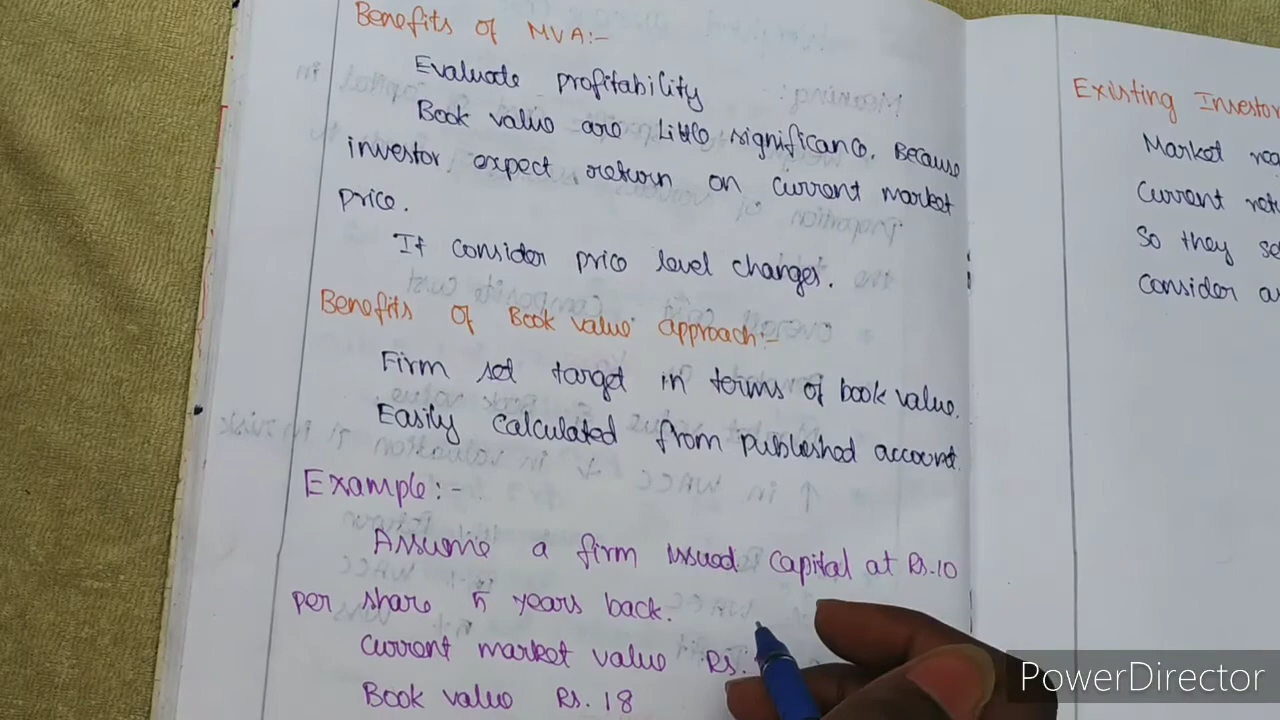 Benefits of MVA:-
Evaluate profitability
Book value are little significance. Because
investor expect return on current market
price.
It consider price level changes.
Benefits of Book value approach:-
Firm set target in terms of book value.
Easily calculated from published account.
Example:-
Assume a firm issued capital at Rs.10
per share 5 years back.
Current market value Rs.
Book value Rs. 18
Existing Investor
Market
Current
So they
Consider
PowerDirector